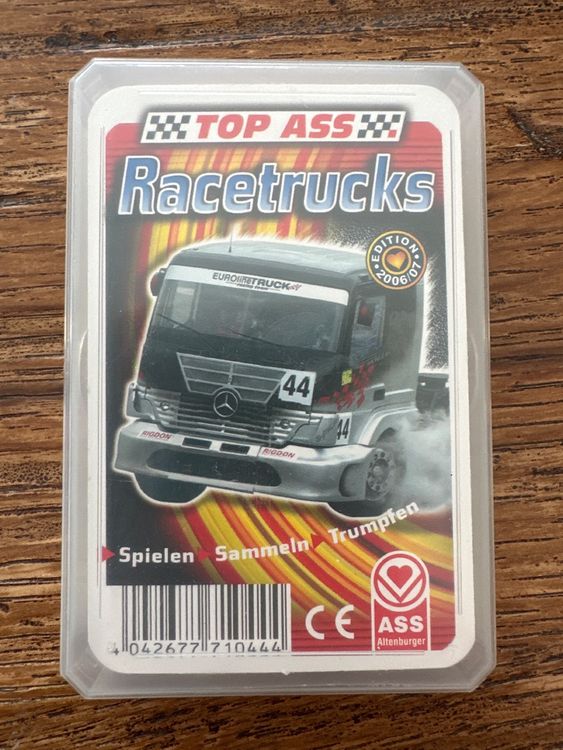 TOP ASS
Racetrucks
EDITION
2006/07
EUROlineTRUCK
44
44
RIGDON
RIGDON
Spielen Sammeln Trumpfen
4 042677 710444
CE
ASS
Altenburger